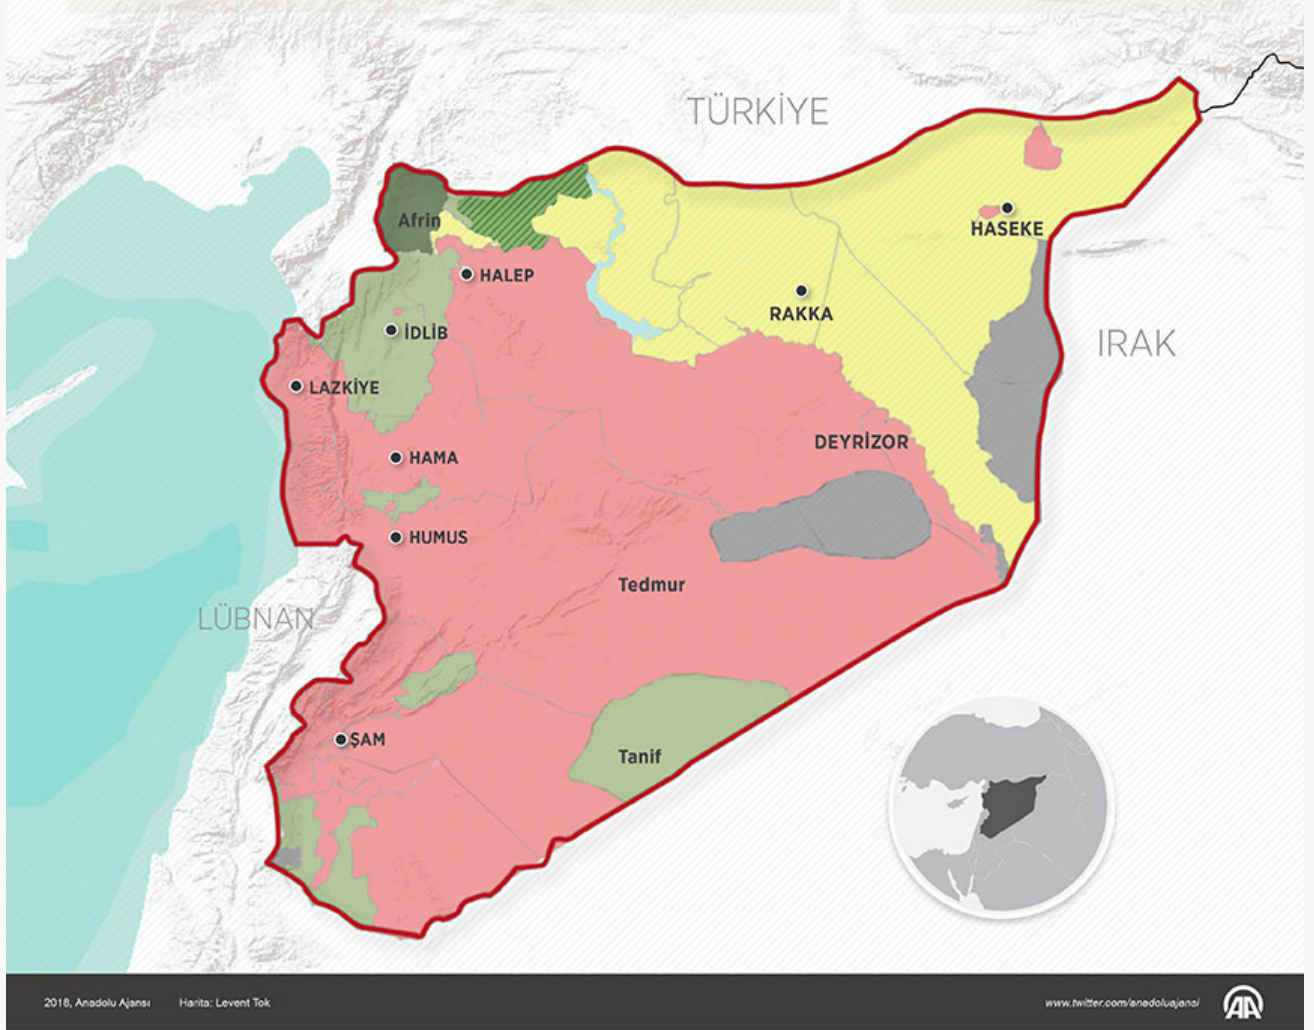 TÜRKİYE
Afrin
HASEKE
HALEP
RAKKA
İDLİB
IRAK
LAZKİYE
DEYRİZOR
HAMA
HUMUS
Tedmur
LÜBNAN
ŞAM
Tanif
2018, Anadolu Ajansı Harita: Levent Tok
www.twitter.com/anadoluajansi
AA